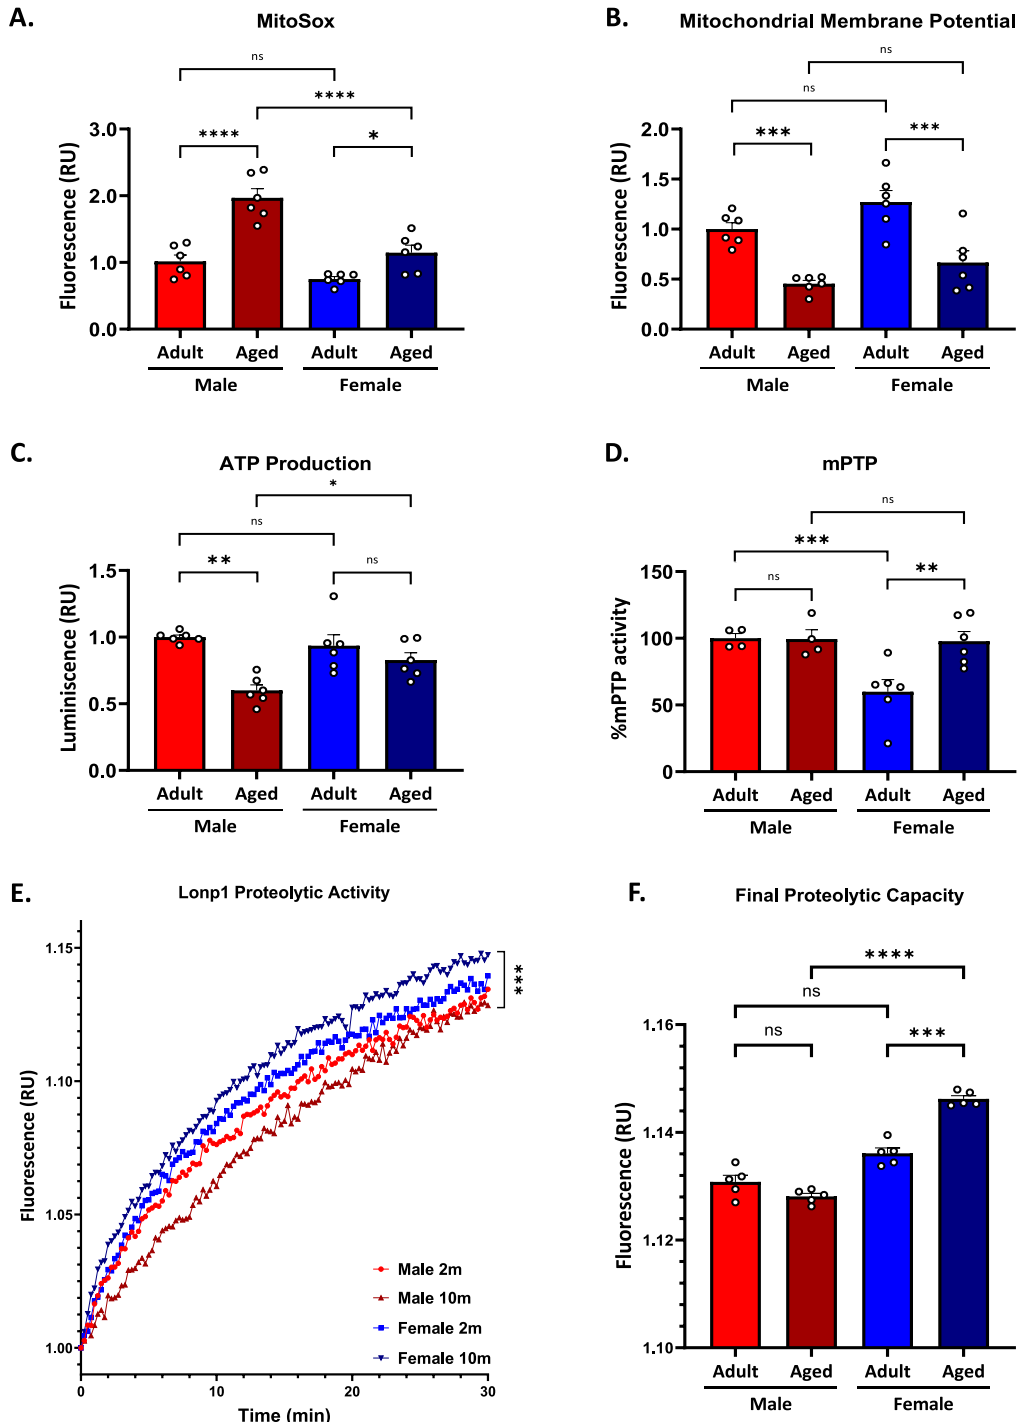 A.
MitoSox
ns
****
****
*
Fluorescence (RU)
3.0
2.0
1.0
0.0
Adult Aged Adult Aged
Male Female
B.
Mitochondrial Membrane Potential
ns
ns
***
***
Fluorescence (RU)
2.0
1.5
1.0
0.5
0.0
Adult Aged Adult Aged
Male Female
C.
ATP Production
*
ns
**
ns
Luminiscence (RU)
1.5
1.0
0.5
0.0
Adult Aged Adult Aged
Male Female
D.
mPTP
ns
***
ns
**
%mPTP activity
150
100
50
0
Adult Aged Adult Aged
Male Female
E.
Lonp1 Proteolytic Activity
***
Fluorescence (RU)
1.15
1.10
1.05
1.00
Male 2m
Male 10m
Female 2m
Female 10m
0 10 20 30
Time (min)
F.
Final Proteolytic Capacity
****
ns
ns
***
Fluorescence (RU)
1.16
1.14
1.12
1.10
Adult Aged Adult Aged
Male Female